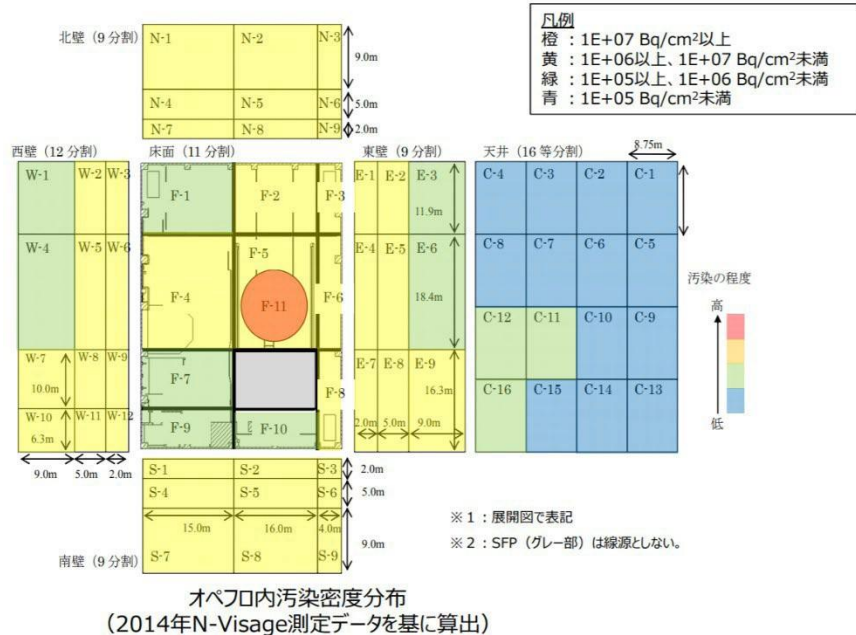 凡例
橙 : 1E+07 Bq/cm²以上
黄 : 1E+06以上、1E+07 Bq/cm²未満
緑 : 1E+05以上、1E+06 Bq/cm²未満
青 : 1E+05 Bq/cm²未満
北壁 (9分割)
N-1 N-2 N-3
9.0m
N-4 N-5 N-6
5.0m
N-7 N-8 N-9
2.0m
西壁 (12分割)
W-1 W-2 W-3
W-4 W-5 W-6
W-7 W-8 W-9
10.0m
W-10 W-11 W-12
6.3m
9.0m 5.0m 2.0m
床面 (11分割)
F-1 F-2 F-3
F-5
F-4 F-11 F-6
F-7 F-8
F-9 F-10
東壁 (9分割)
E-1 E-2 E-3
11.9m
E-4 E-5 E-6
18.4m
E-7 E-8 E-9
16.3m
2.0m 5.0m 9.0m
天井 (16等分割)
8.75m
C-4 C-3 C-2 C-1
C-8 C-7 C-6 C-5
C-12 C-11 C-10 C-9
C-16 C-15 C-14 C-13
汚染の程度
高
低
S-1 S-2 S-3
2.0m
S-4 S-5 S-6
5.0m
15.0m 16.0m 4.0m
9.0m
S-7 S-8 S-9
南壁 (9分割)
※1：展開図で表記
※2：SFP（グレー部）は線源としない。
オペフロ内汚染密度分布
（2014年N-Visage測定データを基に算出）